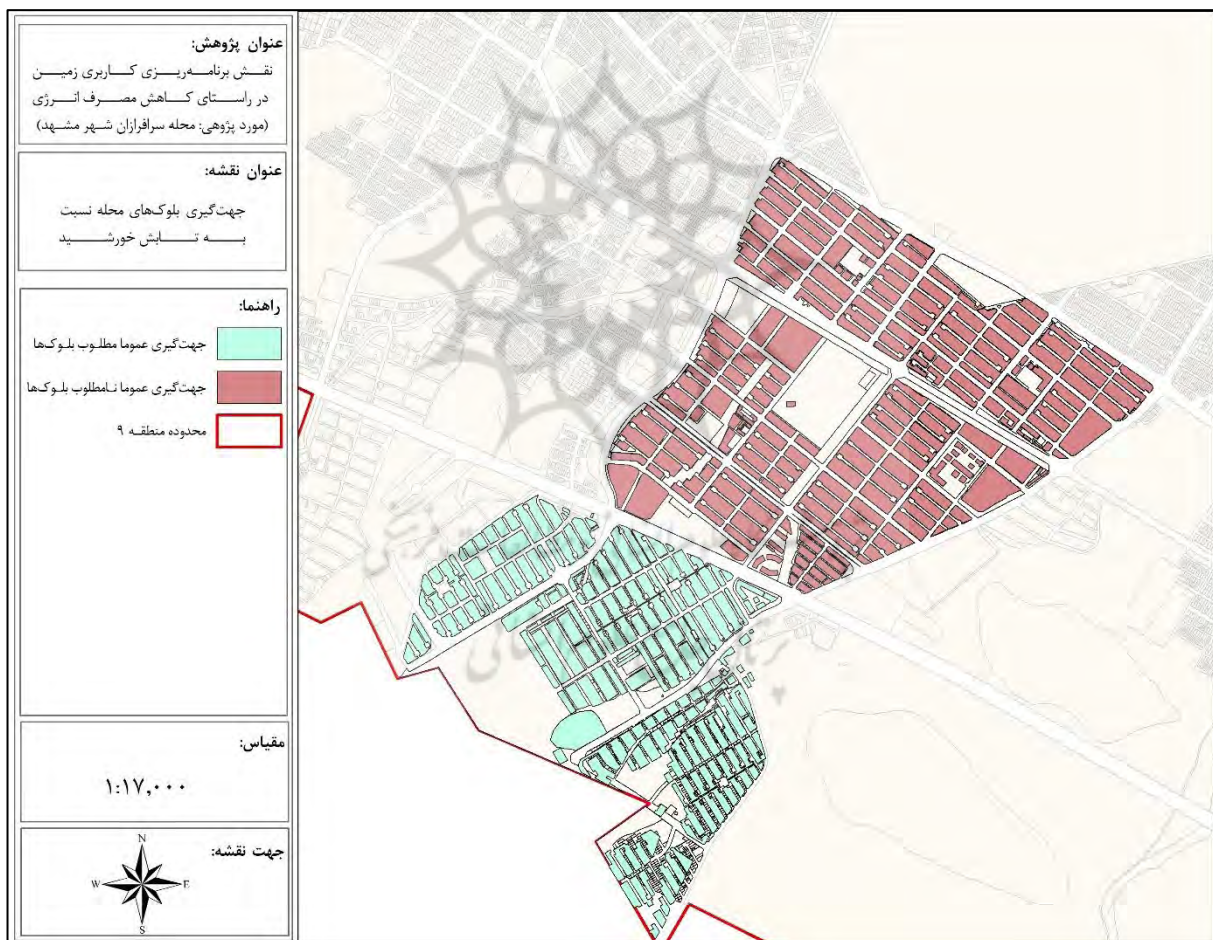 عنوان پژوهش:
نقش برنامه‌ریزی کاربری زمین
در راستای کاهش مصرف انرژی
(مورد پژوهی: محله سرافرازان شهر مشهد)
عنوان نقشه:
جهت‌گیری بلوک‌های محله نسبت
به تابش خورشید
راهنما:
جهت‌گیری عموما مطلوب بلوک‌ها
جهت‌گیری عموما نامطلوب بلوک‌ها
محدوده منطقه ۹
مقیاس:
۱:۱۷,۰۰۰
جهت نقشه:
N
W
E
S